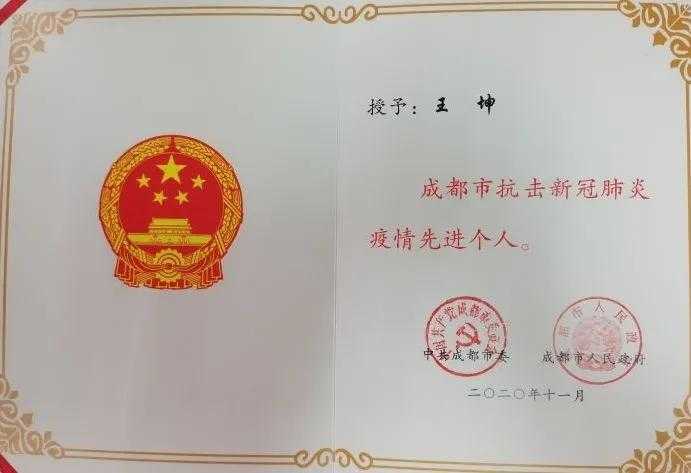 授予：王 坤
成都市抗击新冠肺炎
疫情先进个人。
中共成都市委 成都市人民政府
二〇二〇年十一月